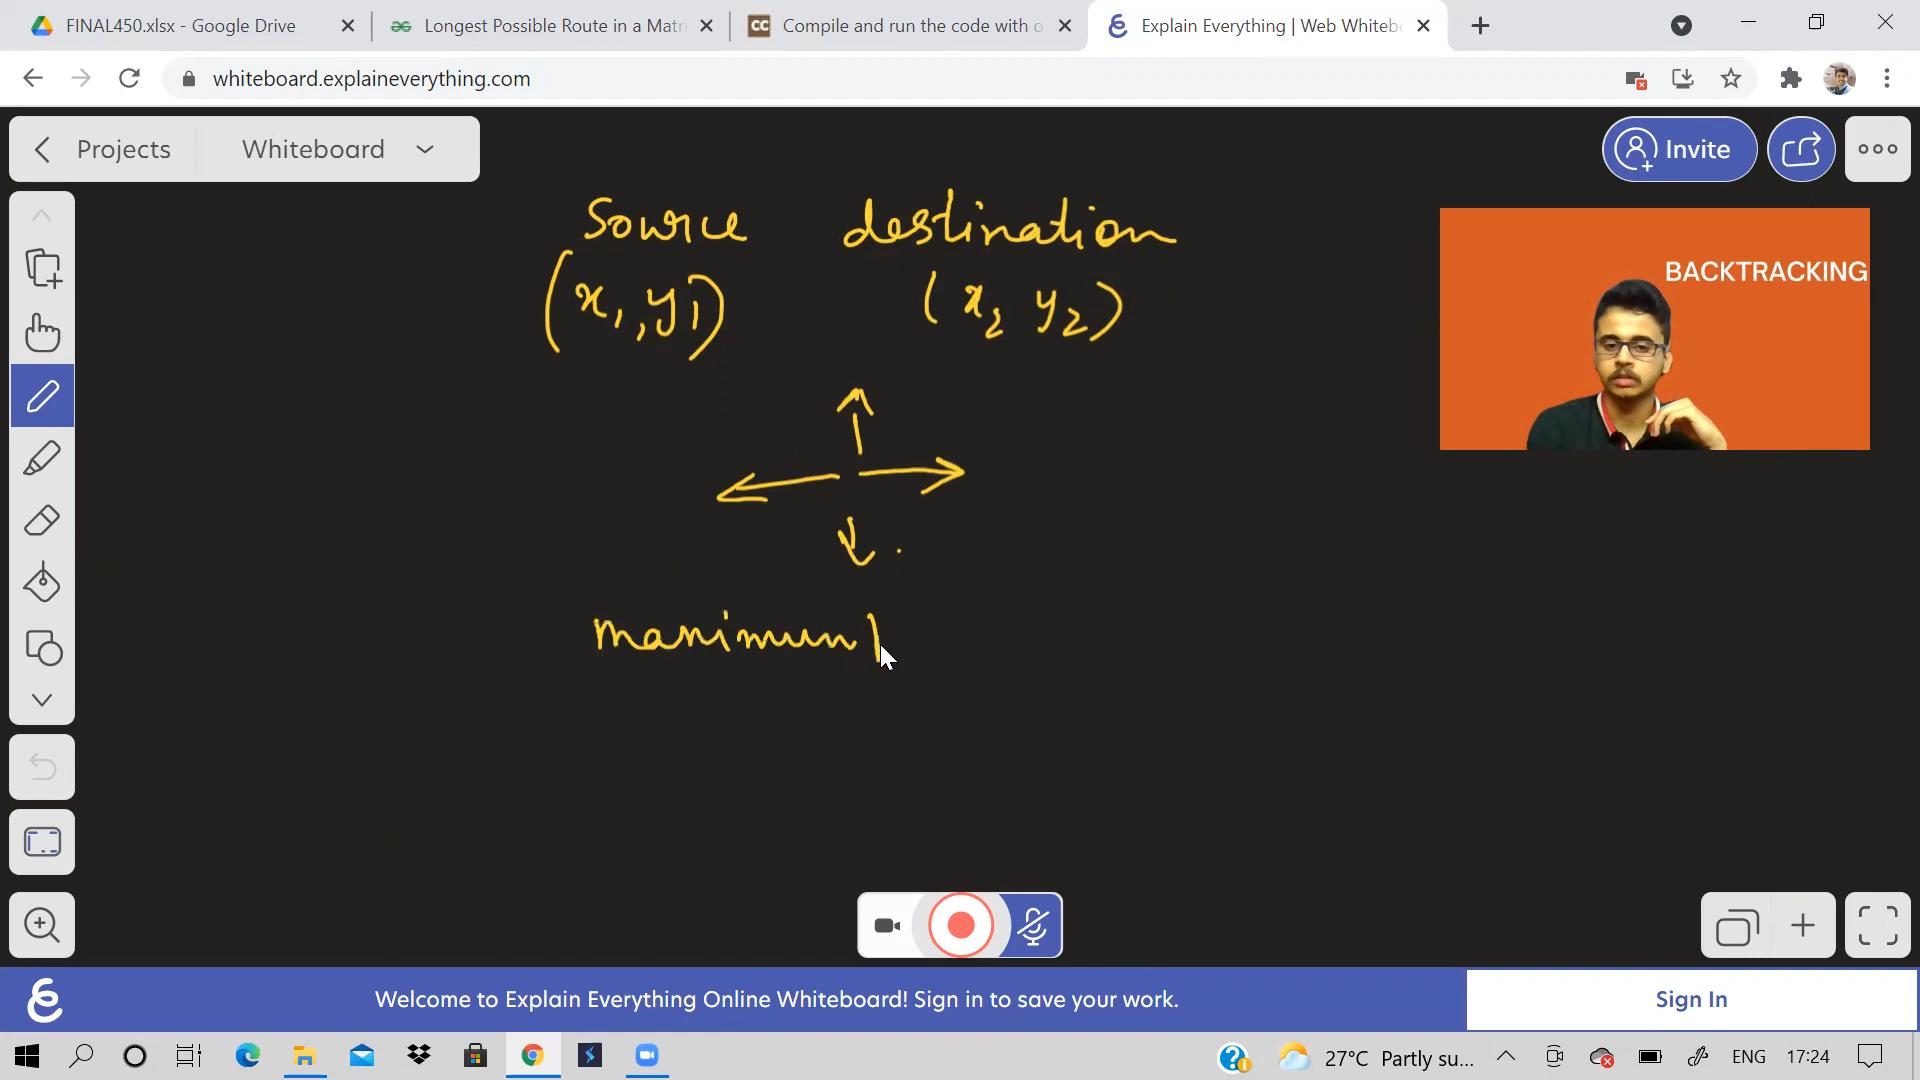 FINAL450.xlsx - Google Drive
Longest Possible Route in a Matr
Compile and run the code with o
Explain Everything | Web Whitebo
whiteboard.explaineverything.com
Projects
Whiteboard
Invite
Source destination
(x1,y1) (x2 y2)
BACKTRACKING
maximum
Welcome to Explain Everything Online Whiteboard! Sign in to save your work.
Sign In
27°C Partly su...
ENG
17:24